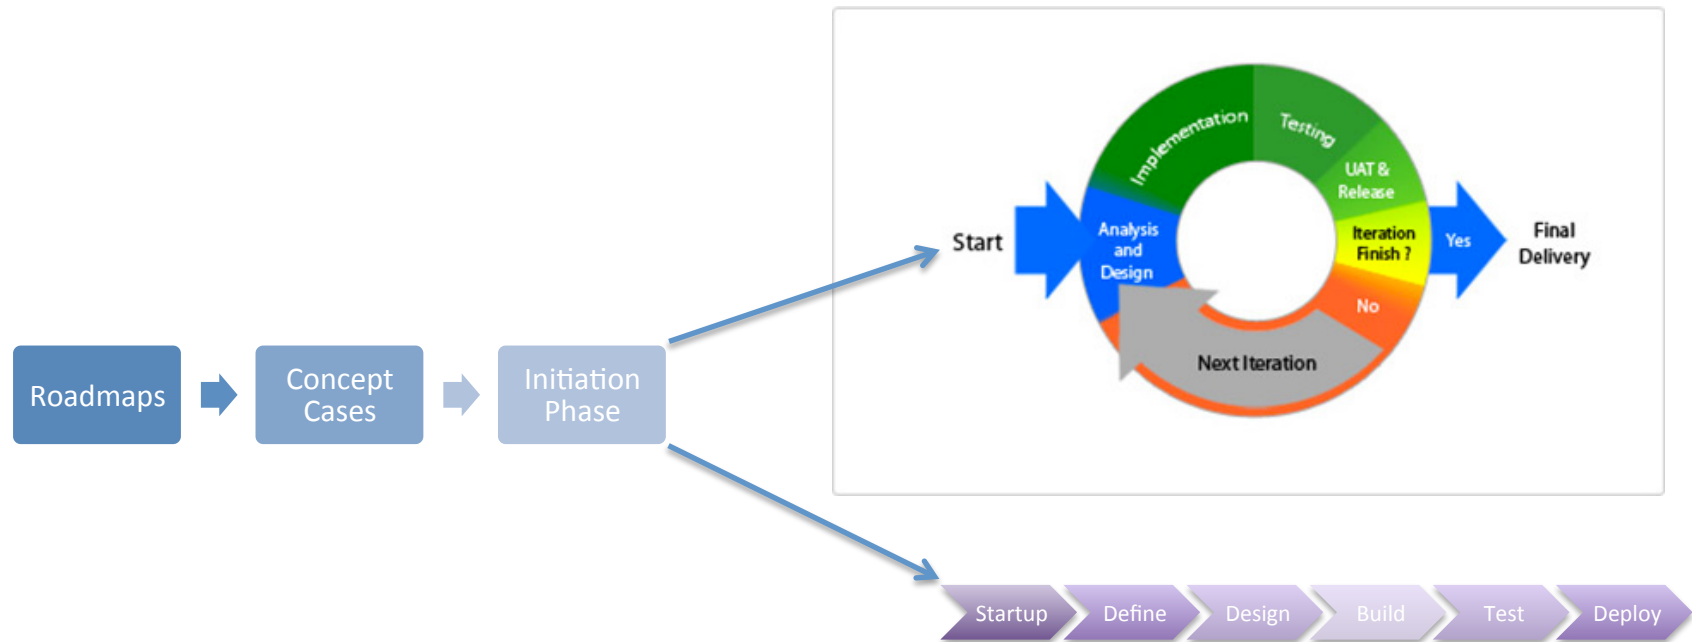 Roadmaps
Concept
Cases
Initiation
Phase
Start
Analysis
and
Design
Implementation
Testing
UAT &
Release
Iteration
Finish ?
Yes
Final
Delivery
No
Next Iteration
Startup
Define
Design
Build
Test
Deploy